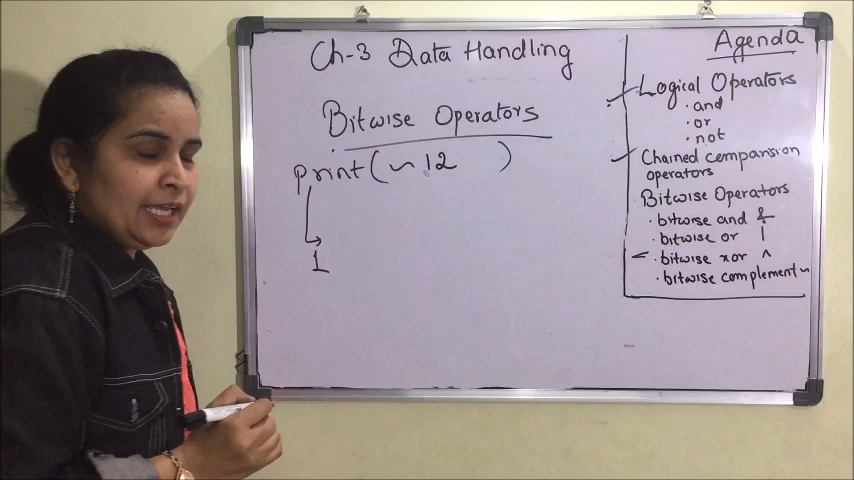 Ch-3 Data Handling
Bitwise Operators
print( ~ 12 )
1
Agenda
Logical Operators
· and
· or
· not
Chained comparision
operators
Bitwise Operators
· bitwise and &
· bitwise or |
· bitwise xor ^
· bitwise complement ~